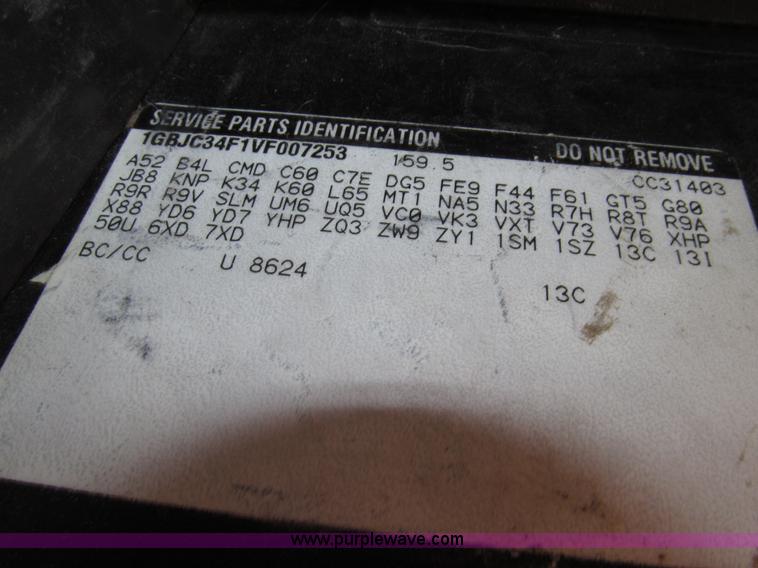 SERVICE PARTS IDENTIFICATION DO NOT REMOVE
1GBJC34F1VF007253 159.5 CC31403
A52 B4L CMD C60 C7E DG5 FE9 F44 F61 GT5 G80
JB8 KNP K34 K60 L65 MT1 NA5 N33 R7H R8T R9A
R9R R9V SLM UM6 UQ5 VC0 VK3 VXT V73 V76 XHP
X88 YD6 YD7 YHP ZQ3 ZW9 ZY1 1SM 1SZ 13C 13I
50U 6XD 7XD
BC/CC U 8624 13C
www.purplewave.com